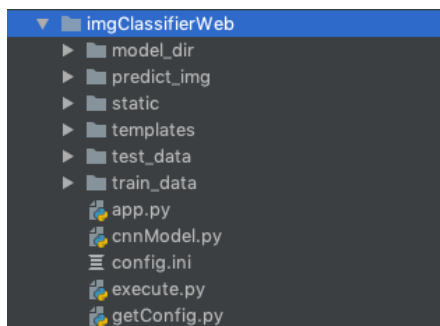 imgClassifierWeb
model_dir
predict_img
static
templates
test_data
train_data
app.py
cnnModel.py
config.ini
execute.py
getConfig.py